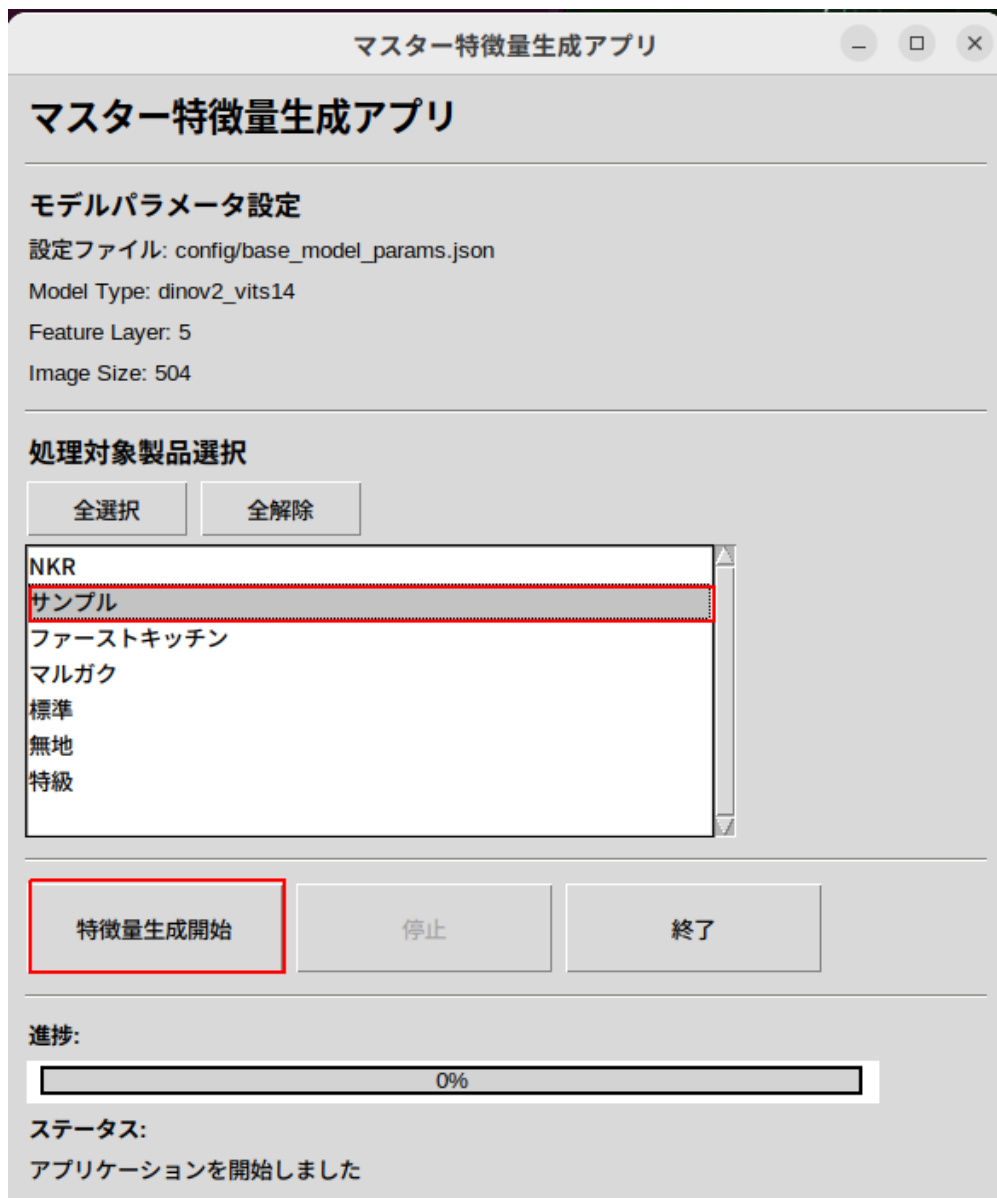 マスター特徴量生成アプリ
マスター特徴量生成アプリ
モデルパラメータ設定
設定ファイル: config/base_model_params.json
Model Type: dinov2_vits14
Feature Layer: 5
Image Size: 504
処理対象製品選択
全選択 全解除
NKR
サンプル
ファーストキッチン
マルガク
標準
無地
特級
特徴量生成開始 停止 終了
進捗:
0%
ステータス:
アプリケーションを開始しました